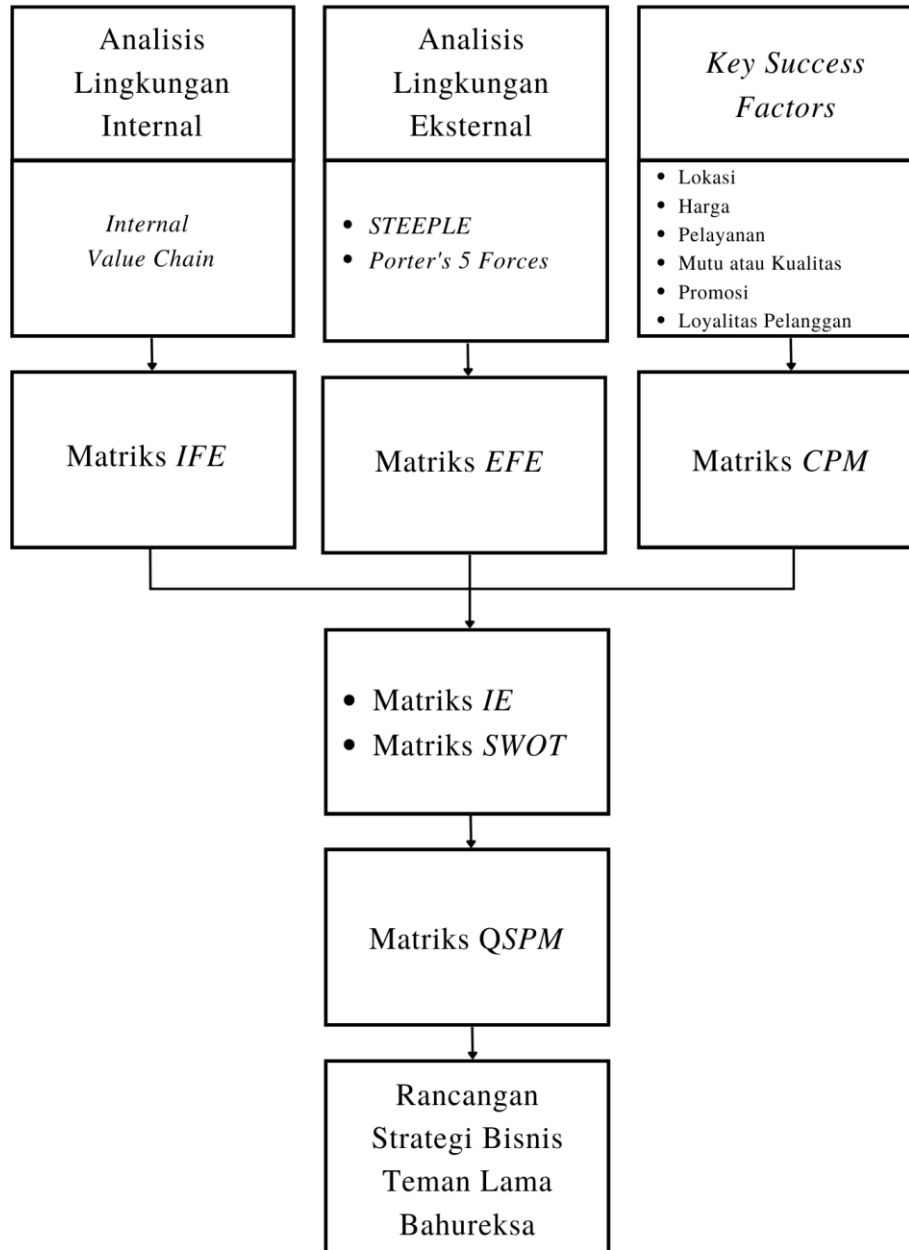 Analisis
Lingkungan
Internal
Analisis
Lingkungan
Eksternal
Key Success
Factors
Internal
Value Chain
• STEEPLE
• Porter's 5 Forces
• Lokasi
• Harga
• Pelayanan
• Mutu atau Kualitas
• Promosi
• Loyalitas Pelanggan
Matriks IFE
Matriks EFE
Matriks CPM
• Matriks IE
• Matriks SWOT
Matriks QSPM
Rancangan
Strategi Bisnis
Teman Lama
Bahureksa